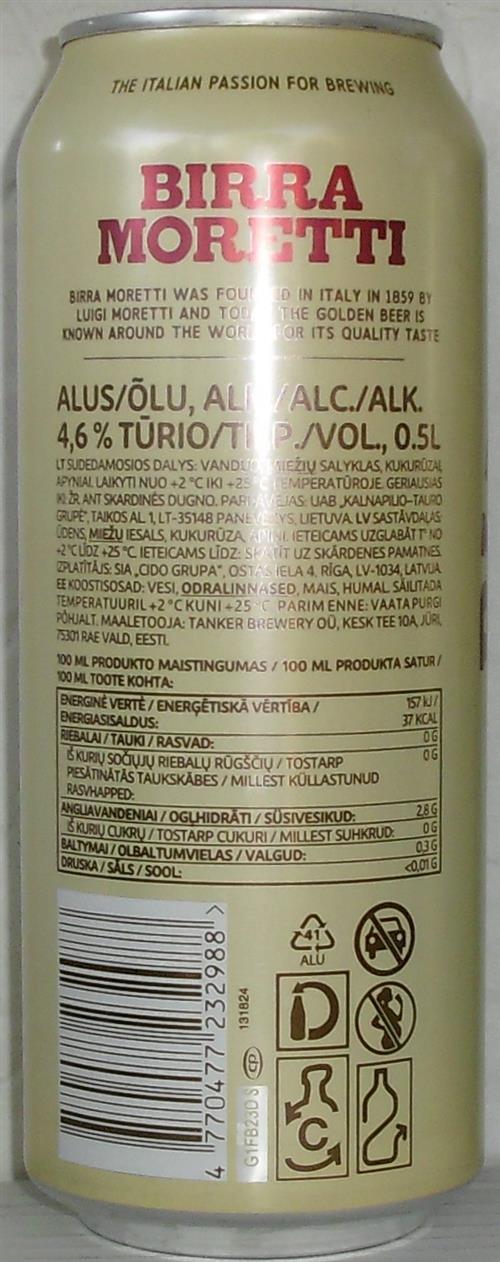 THE ITALIAN PASSION FOR BREWING
BIRRA
MORETTI
BIRRA MORETTI WAS FOUNDED IN ITALY IN 1859 BY
LUIGI MORETTI AND TODAY THE GOLDEN BEER IS
KNOWN AROUND THE WORLD FOR ITS QUALITY TASTE
ALUS/ÕLU, ALK./ALC./ALK.
4,6 % TŪRIO/TILP./VOL., 0.5L
LT SUDEDAMOSIOS DALYS: VANDUO, MIEŽIŲ SALYKLAS, KUKURŪZAI,
APYNIAI. LAIKYTI NUO +2 °C IKI +25 °C TEMPERATŪROJE. GERIAUSIAS
IKI: ŽR. ANT SKARDINĖS DUGNO. PARDAVĖJAS: UAB „KALNAPILIO-TAURO
GRUPĖ", TAIKOS AL. 1, LT-35148 PANEVĖŽYS, LIETUVA. LV SASTĀVDAĻAS:
ŪDENS, MIEŽU IESALS, KUKURŪZA, APIŅI. IETEICAMS UZGLABĀT T° NO
+2 °C LĪDZ +25 °C. IETEICAMS LĪDZ: SKATĪT UZ SKĀRDENES PAMATNES.
IZPLATĪTĀJS: SIA „CIDO GRUPA", OSTAS IELA 4, RĪGA, LV-1034, LATVIJA.
EE KOOSTISOSAD: VESI, ODRALINNASED, MAIS, HUMAL. SÄILITADA
TEMPERATUURIL +2 °C KUNI +25 °C. PARIM ENNE: VAATA PURGI
PÕHJALT. MAALETOOJA: TANKER BREWERY OÜ, KESK TEE 10A, JÜRI,
75301 RAE VALD, EESTI.
100 ML PRODUKTO MAISTINGUMAS / 100 ML PRODUKTA SATUR /
100 ML TOOTE KOHTA:
ENERGINĖ VERTĖ / ENERĢĒTISKĀ VĒRTĪBA / 157 kJ /
ENERGIASISALDUS: 37 KCAL
RIEBALAI / TAUKI / RASVAD: 0 G
IŠ KURIŲ SOČIŲJŲ RIEBALŲ RŪGŠČIŲ / TOSTARP 0 G
PIESĀTINĀTĀS TAUKSKĀBES / MILLEST KÜLLASTUNUD
RASVHAPPED:
ANGLIAVANDENIAI / OGĻHIDRĀTI / SÜSIVESIKUD: 2,8 G
IŠ KURIŲ CUKRŲ / TOSTARP CUKURI / MILLEST SUHKRUD: 0 G
BALTYMAI / OLBALTUMVIELAS / VALGUD: 0,3 G
DRUSKA / SĀLS / SOOL: <0,01 G
4 770477 232988 >
131824
CP
G1FB23D S
41
ALU
D
C